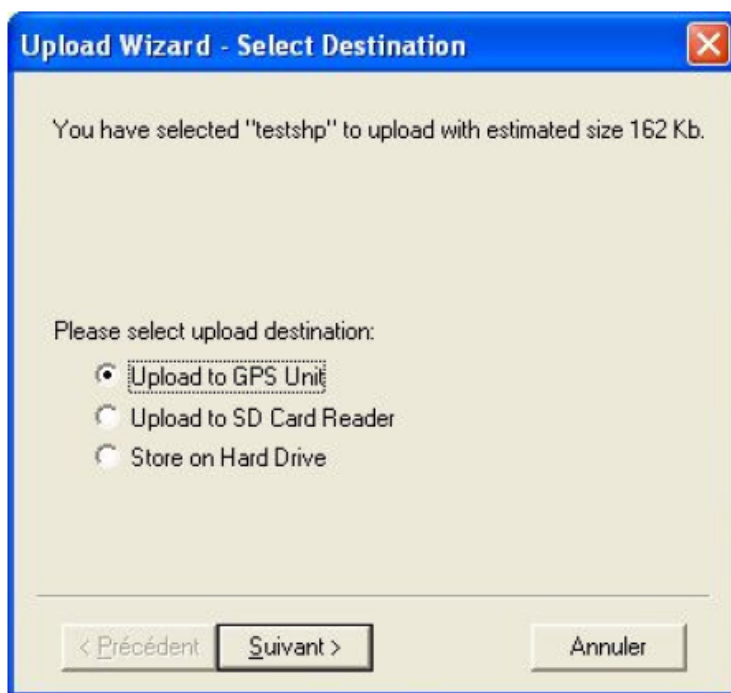 Upload Wizard - Select Destination
You have selected "testshp" to upload with estimated size 162 Kb.
Please select upload destination:
Upload to GPS Unit
Upload to SD Card Reader
Store on Hard Drive
< Précédent Suivant > Annuler